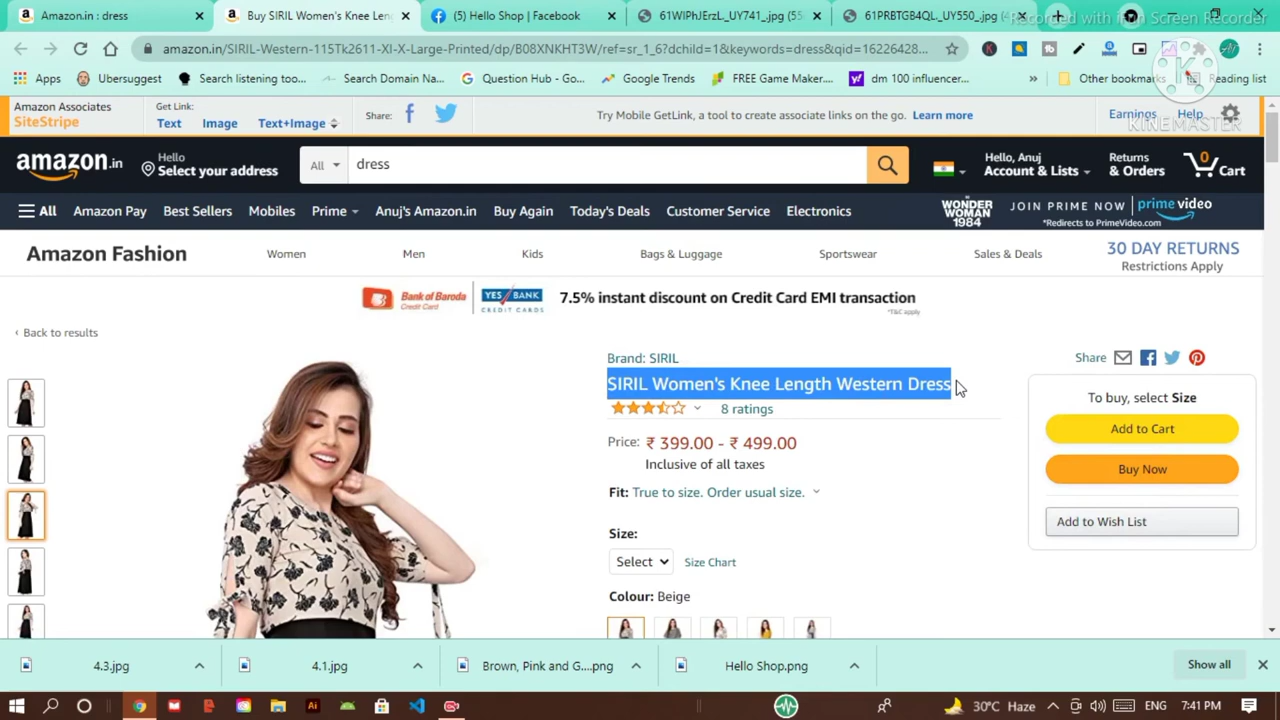 Amazon.in : dress
Buy SIRIL Women's Knee Len
(5) Hello Shop | Facebook
61WIPhJErzL._UY741_.jpg (55
61PRBTGB4QL._UY550_.jpg (4
Recorded with iTop Screen Recorder
amazon.in/SIRIL-Western-115Tk2611-Xl-X-Large-Printed/dp/B08XNKHT3W/ref=sr_1_6?dchild=1&keywords=dress&qid=16226428...
Apps
Ubersuggest
Search listening too...
Search Domain Na...
Question Hub - Go...
Google Trends
FREE Game Maker...
dm 100 influencer...
»
Other bookmarks
Reading list
KINEMASTER
Amazon Associates
SiteStripe
Get Link:
Text
Image
Text+Image
Share:
Try Mobile GetLink, a tool to create associate links on the go. Learn more
Earnings
Help
amazon.in
Hello
Select your address
All
dress
Hello, Anuj
Account & Lists
Returns
& Orders
0
Cart
All
Amazon Pay
Best Sellers
Mobiles
Prime
Anuj's Amazon.in
Buy Again
Today's Deals
Customer Service
Electronics
WONDER
WOMAN
1984
JOIN PRIME NOW
prime video
*Redirects to PrimeVideo.com
Amazon Fashion
Women
Men
Kids
Bags & Luggage
Sportswear
Sales & Deals
30 DAY RETURNS
Restrictions Apply
Bank of Baroda
Credit Card
YES BANK
CREDIT CARDS
7.5% instant discount on Credit Card EMI transaction
*T&C apply
‹ Back to results
Brand: SIRIL
SIRIL Women's Knee Length Western Dress
8 ratings
Price: ₹ 399.00 - ₹ 499.00
Inclusive of all taxes
Fit: True to size. Order usual size.
Size:
Select
Size Chart
Colour: Beige
Share
To buy, select Size
Add to Cart
Buy Now
Add to Wish List
4.3.jpg
4.1.jpg
Brown, Pink and G....png
Hello Shop.png
Show all
30°C Haze
ENG
7:41 PM